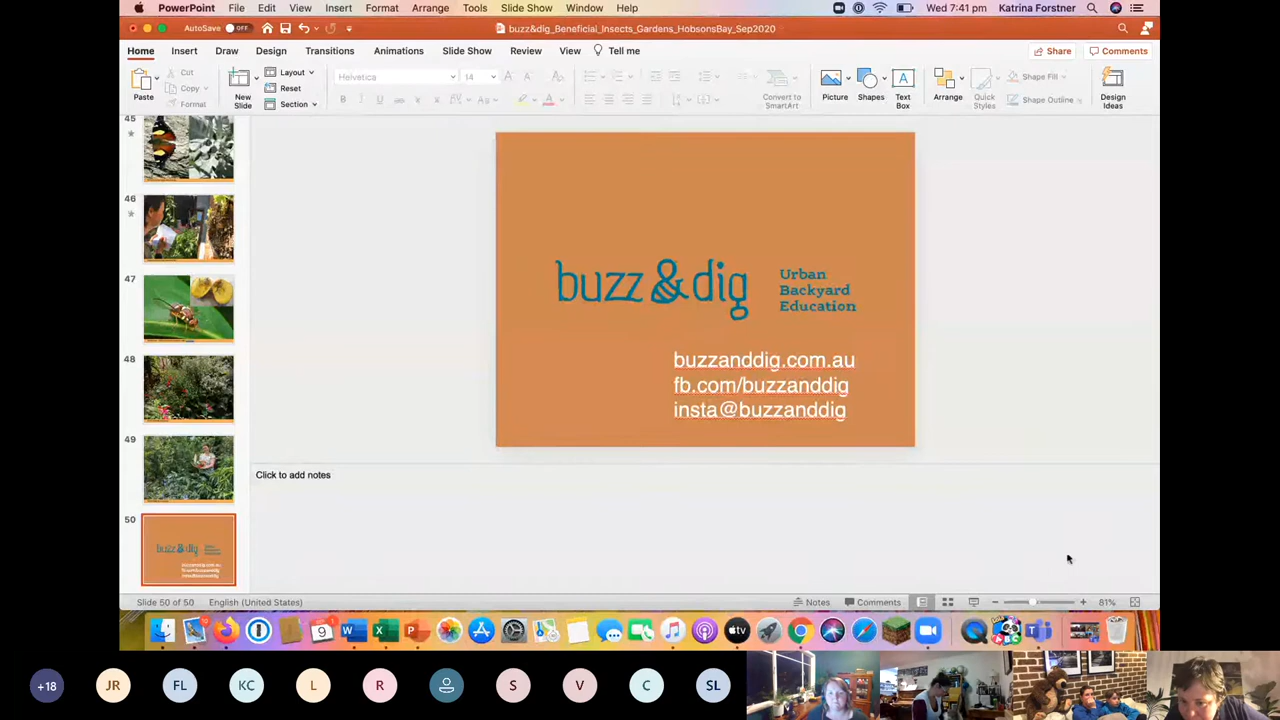 PowerPoint File Edit View Insert Format Arrange Tools Slide Show Window Help Wed 7:41 pm Katrina Forstner
AutoSave OFF buzz&dig_Beneficial_Insects_Gardens_HobsonsBay_Sep2020
Home Insert Draw Design Transitions Animations Slide Show Review View Tell me Share Comments
Paste Cut Copy Format
New Slide Layout Reset Section
Helvetica 14
Convert to SmartArt
Picture Shapes Text Box Arrange Quick Styles Shape Fill Shape Outline Design Ideas
45
46
47
48
49
50
buzz&dig
Urban
Backyard
Education
buzzanddig.com.au
fb.com/buzzanddig
insta@buzzanddig
Click to add notes
Slide 50 of 50 English (United States) Notes Comments 81%
+18 JR FL KC L R S V C SL